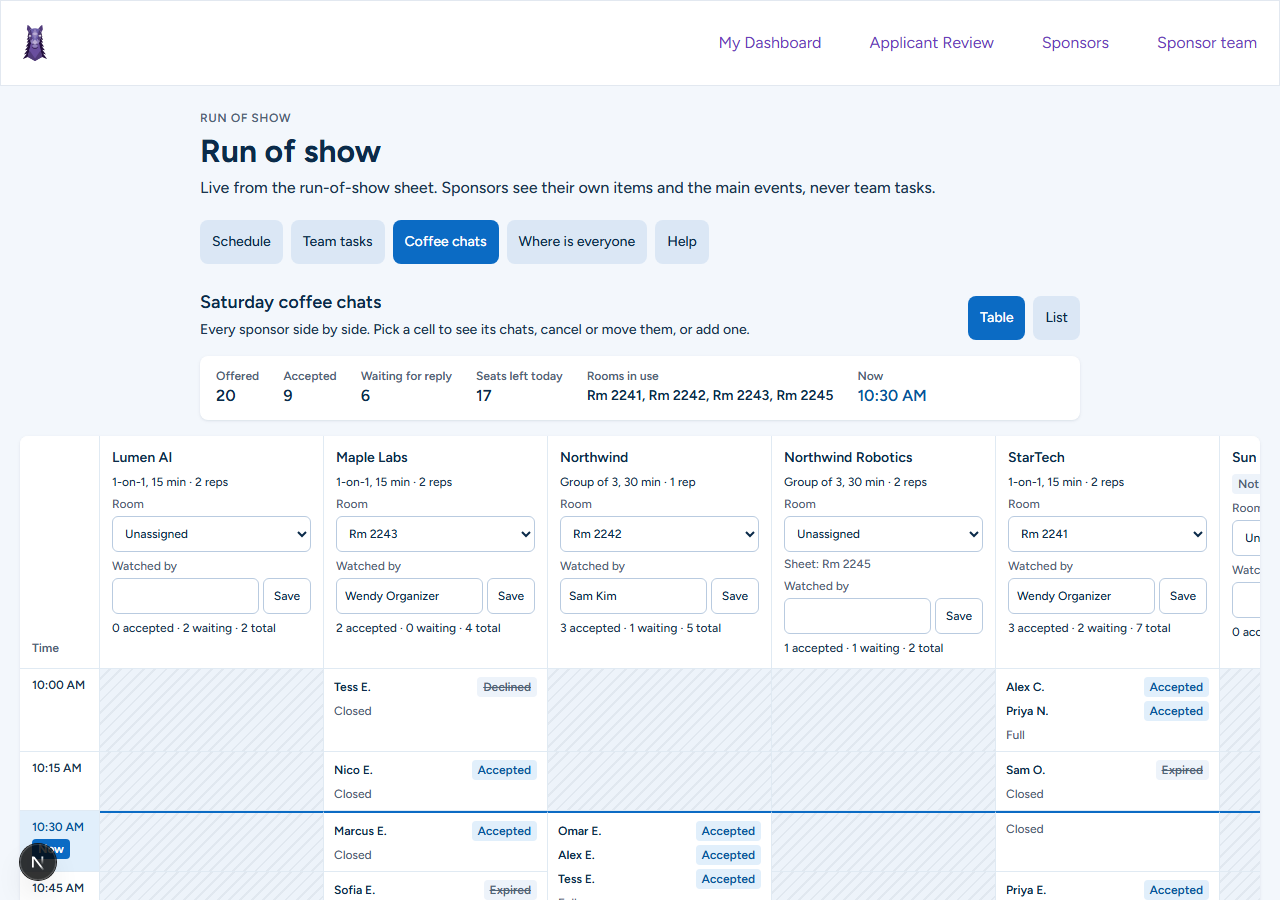 My Dashboard Applicant Review Sponsors Sponsor team
RUN OF SHOW
Run of show
Live from the run-of-show sheet. Sponsors see their own items and the main events, never team tasks.
Schedule Team tasks Coffee chats Where is everyone Help
Saturday coffee chats
Every sponsor side by side. Pick a cell to see its chats, cancel or move them, or add one.
Table List
Offered Accepted Waiting for reply Seats left today Rooms in use Now
20 9 6 17 Rm 2241, Rm 2242, Rm 2243, Rm 2245 10:30 AM
Time
Lumen AI
1-on-1, 15 min · 2 reps
Room
Unassigned
Watched by
Save
0 accepted · 2 waiting · 2 total
Maple Labs
1-on-1, 15 min · 2 reps
Room
Rm 2243
Watched by
Wendy Organizer Save
2 accepted · 0 waiting · 4 total
Northwind
Group of 3, 30 min · 1 rep
Room
Rm 2242
Watched by
Sam Kim Save
3 accepted · 1 waiting · 5 total
Northwind Robotics
Group of 3, 30 min · 2 reps
Room
Unassigned
Sheet: Rm 2245
Watched by
Save
1 accepted · 1 waiting · 2 total
StarTech
1-on-1, 15 min · 2 reps
Room
Rm 2241
Watched by
Wendy Organizer Save
3 accepted · 2 waiting · 7 total
Sun
Not
Room
Un
Watc
0 acc
10:00 AM
Tess E. Declined
Closed
Alex C. Accepted
Priya N. Accepted
Full
10:15 AM
Nico E. Accepted
Closed
Sam O. Expired
Closed
10:30 AM
Now
Marcus E. Accepted
Closed
Omar E. Accepted
Alex E. Accepted
Tess E. Accepted
Closed
N
10:45 AM
Sofia E. Expired
Priya E. Accepted